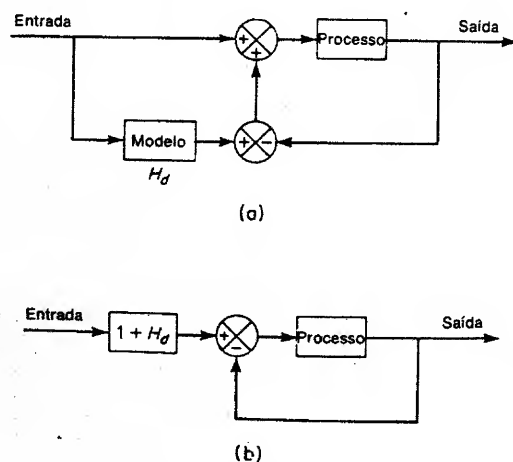 Entrada
Processo
Saída
+ +
+
Modelo
+ -
H_d
(a)
Entrada
1 + H_d
+
-
Processo
Saída
(b)